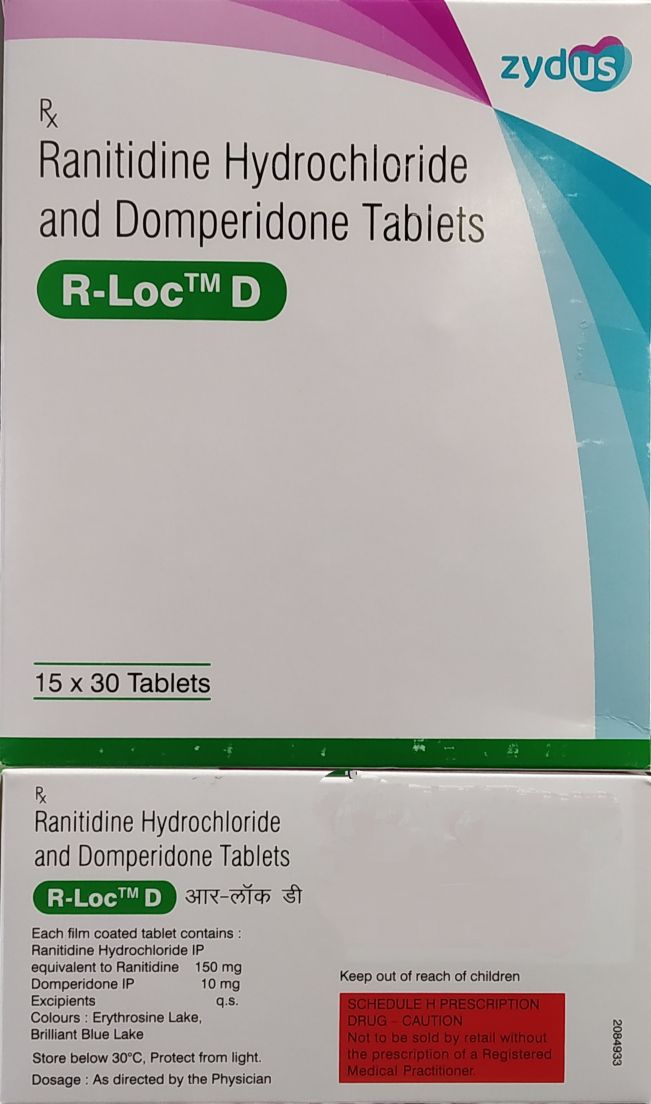 zydus
Rx
Ranitidine Hydrochloride
and Domperidone Tablets
R-Loc™ D
15 x 30 Tablets
Rx
Ranitidine Hydrochloride
and Domperidone Tablets
R-Loc™ D आर-लॉक डी
Each film coated tablet contains :
Ranitidine Hydrochloride IP
equivalent to Ranitidine 150 mg
Domperidone IP 10 mg
Excipients q.s.
Colours : Erythrosine Lake,
Brilliant Blue Lake
Store below 30°C, Protect from light.
Dosage : As directed by the Physician
Keep out of reach of children
SCHEDULE H PRESCRIPTION
DRUG – CAUTION
Not to be sold by retail without
the prescription of a Registered
Medical Practitioner.
2084933